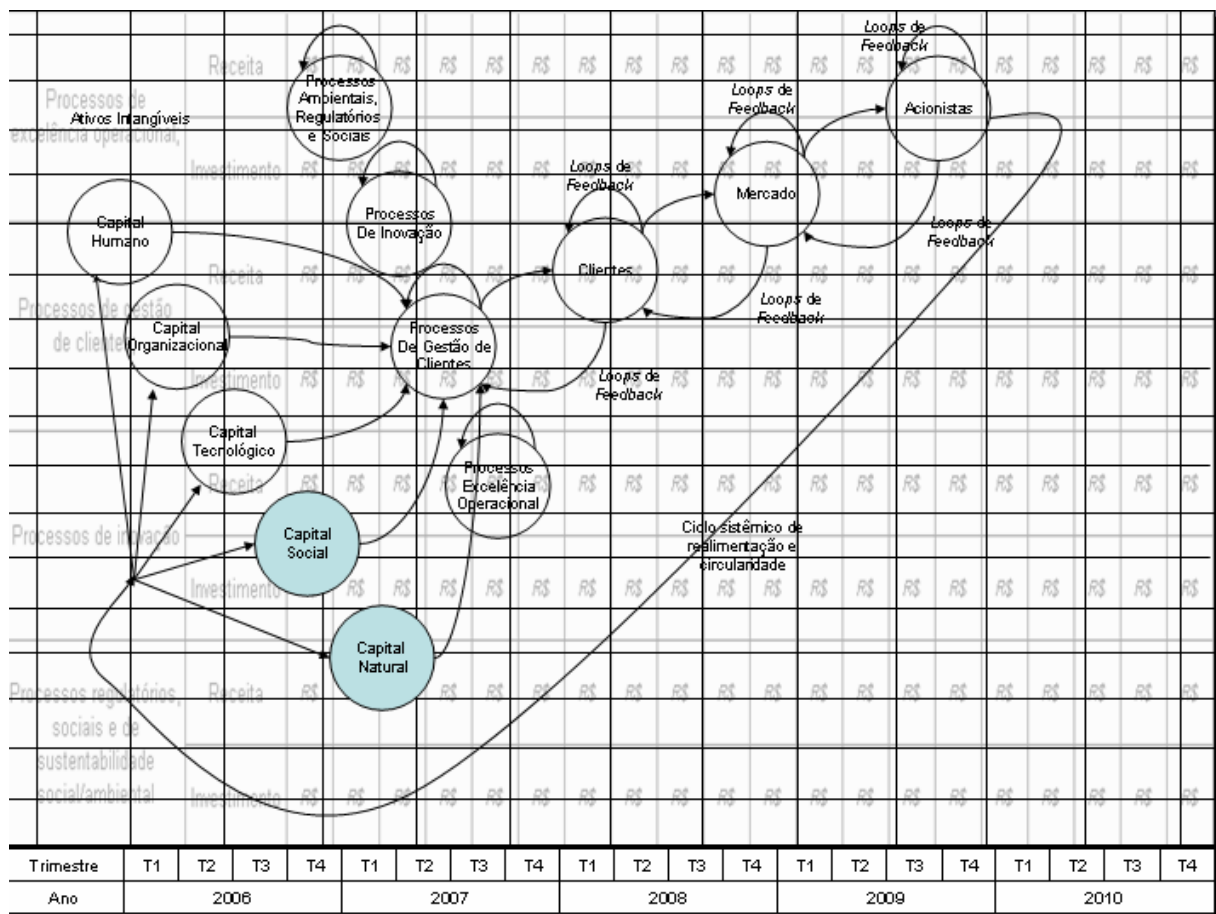 Loops de
Feedback
Receita R$ R$ R$ R$ R$ R$ R$ R$ R$ R$ R$ R$ R$ R$ R$ R$ R$ R$ R$ R$
Processos
Ambientais,
Regulatórios
e Sociais
Loops de
Feedback
Acionistas
Processos de
excelência operacional,
Ativos Intangíveis
Investimento R$ R$ R$ R$ R$ R$ R$ R$ R$ R$ R$ R$ R$ R$ R$ R$ R$ R$ R$ R$
Loops de
Feedback
Mercado
Capital
Humano
Processos
De Inovação
Loops de
Feedback
Receita R$ R$ R$ R$ R$ R$ R$ R$ R$ R$ R$ R$ R$ R$ R$ R$ R$ R$ R$
Clientes
Loops de
Feedback
Processos de gestão
de cliente
Capital
Organizacional
Processos
De Gestão de
Clientes
Investimento R$ R$ R$ R$ R$ R$ R$ R$ R$ R$ R$ R$ R$ R$ R$ R$ R$ R$ R$ R$
Loops de
Feedback
Capital
Tecnológico
Receita R$ R$ R$ R$ R$ R$ R$ R$ R$ R$ R$ R$ R$ R$ R$ R$ R$ R$ R$ R$
Processos
Excelência
Operacional
Processos de inovação
Capital
Social
Ciclo sistêmico de
realimentação e
circularidade
Investimento R$ R$ R$ R$ R$ R$ R$ R$ R$ R$ R$ R$ R$ R$ R$ R$ R$ R$ R$
Capital
Natural
Processos regulatórios,
sociais e de
sustentabilidade
social/ambiental
Receita R$ R$ R$ R$ R$ R$ R$ R$ R$ R$ R$ R$ R$ R$ R$ R$ R$ R$
Investimento R$ R$ R$ R$ R$ R$ R$ R$ R$ R$ R$ R$ R$ R$ R$ R$ R$ R$ R$ R$
Trimestre T1 T2 T3 T4 T1 T2 T3 T4 T1 T2 T3 T4 T1 T2 T3 T4 T1 T2 T3 T4
Ano 2006 2007 2008 2009 2010